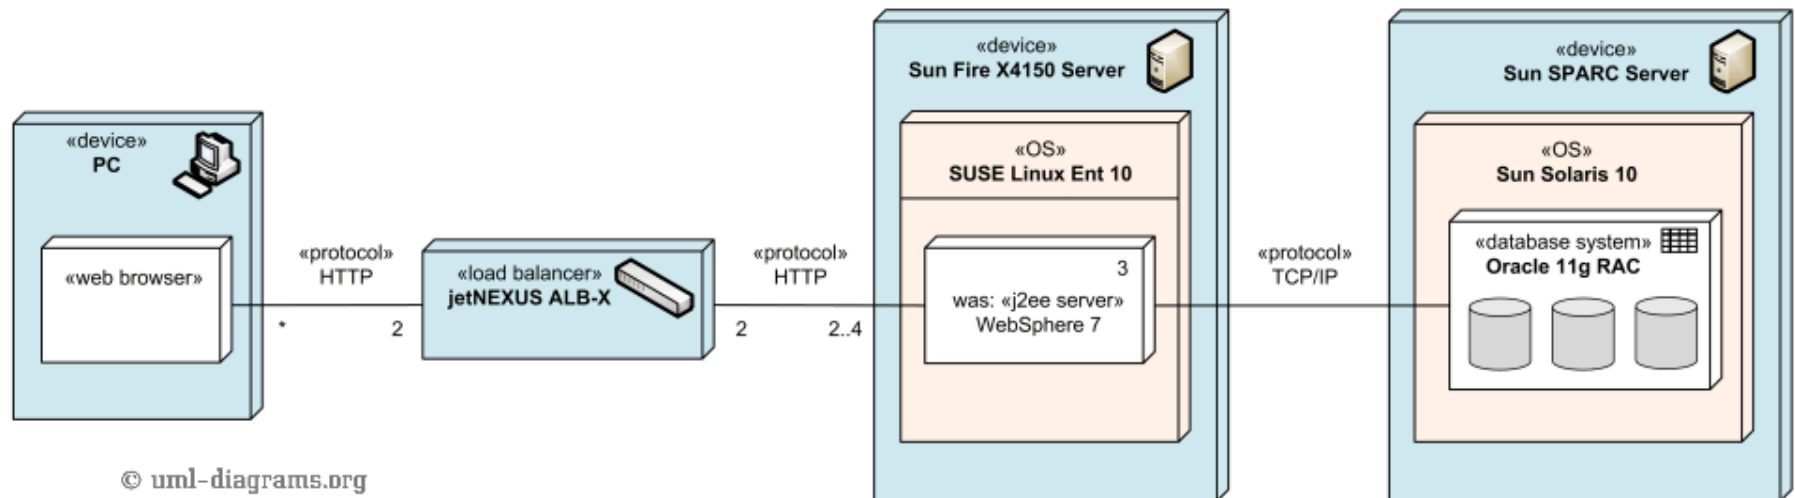 «device»
PC
«web browser»
«protocol»
HTTP
*
2
«load balancer»
jetNEXUS ALB-X
«protocol»
HTTP
2
2..4
«device»
Sun Fire X4150 Server
«OS»
SUSE Linux Ent 10
3
was: «j2ee server»
WebSphere 7
«protocol»
TCP/IP
«device»
Sun SPARC Server
«OS»
Sun Solaris 10
«database system»
Oracle 11g RAC
© uml-diagrams.org